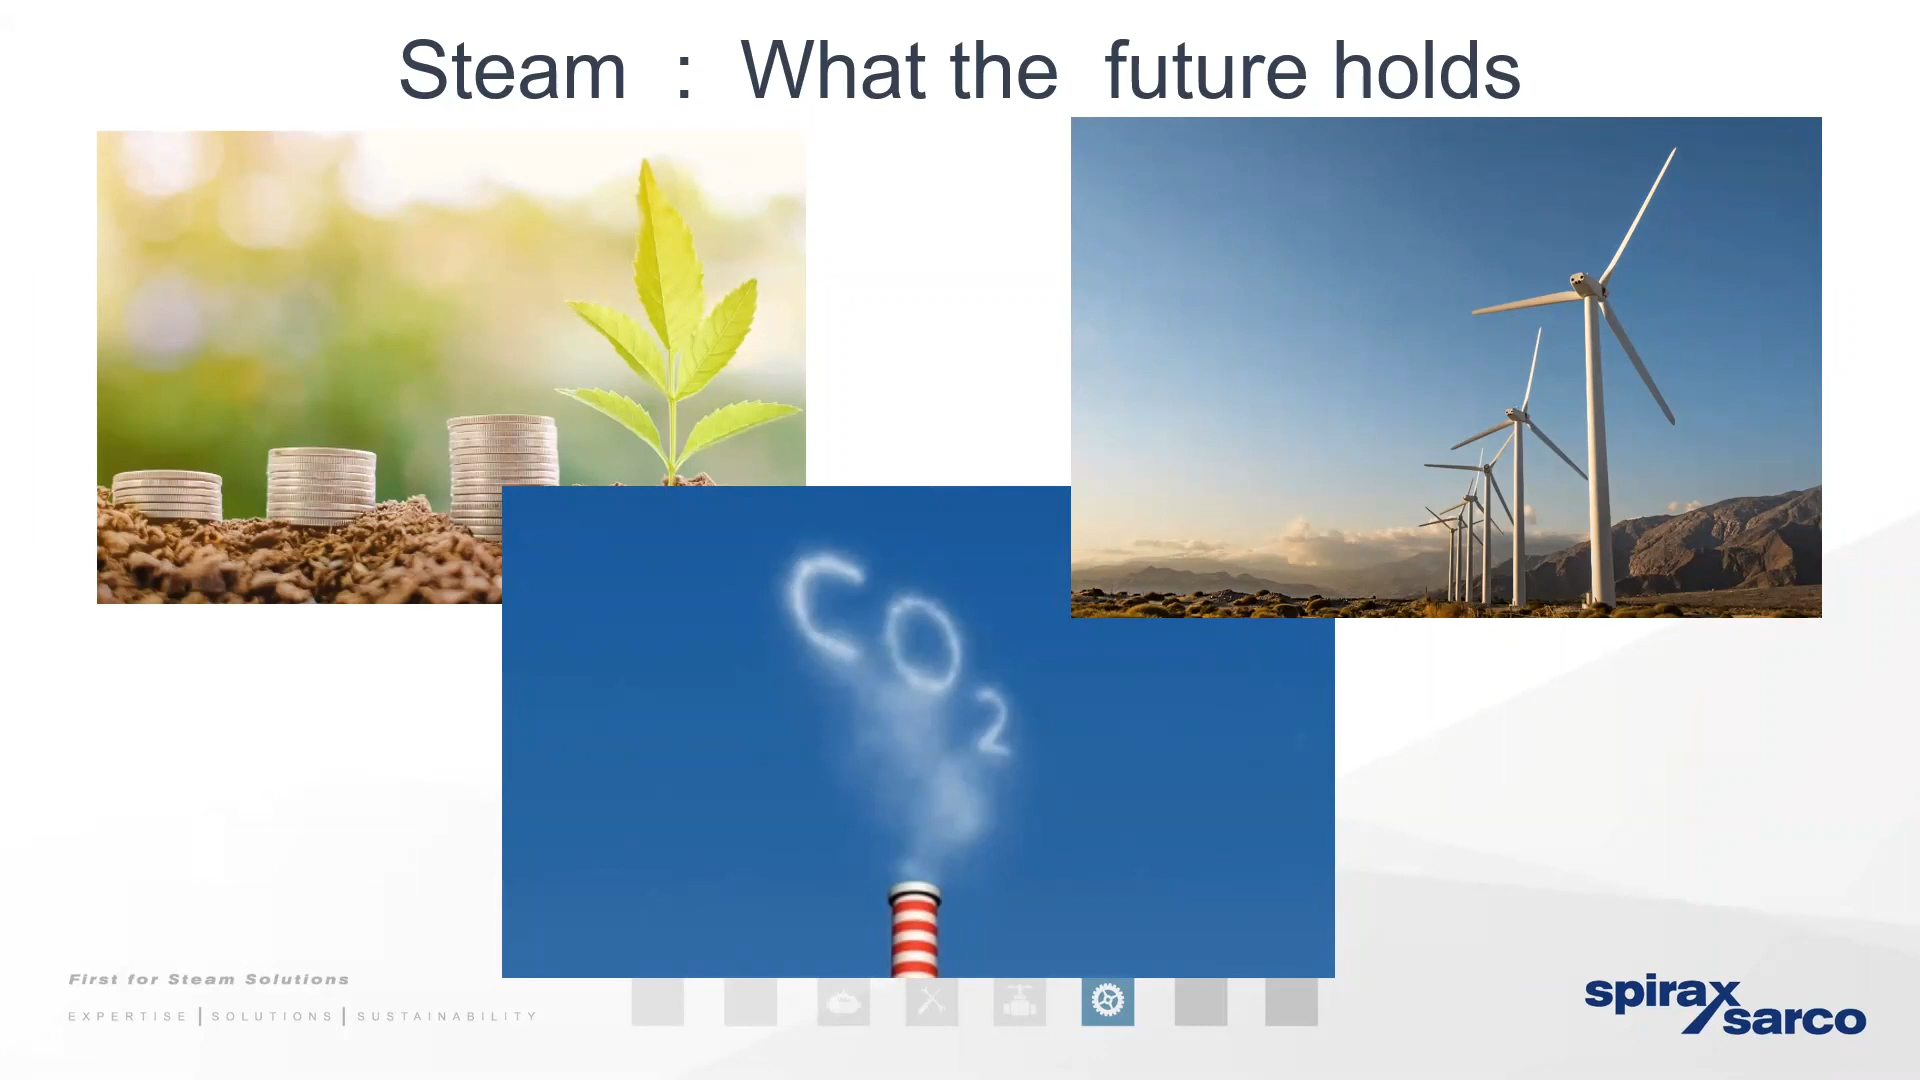 Steam : What the future holds
CO2
First for Steam Solutions
EXPERTISE | SOLUTIONS | SUSTAINABILITY
spirax
sarco